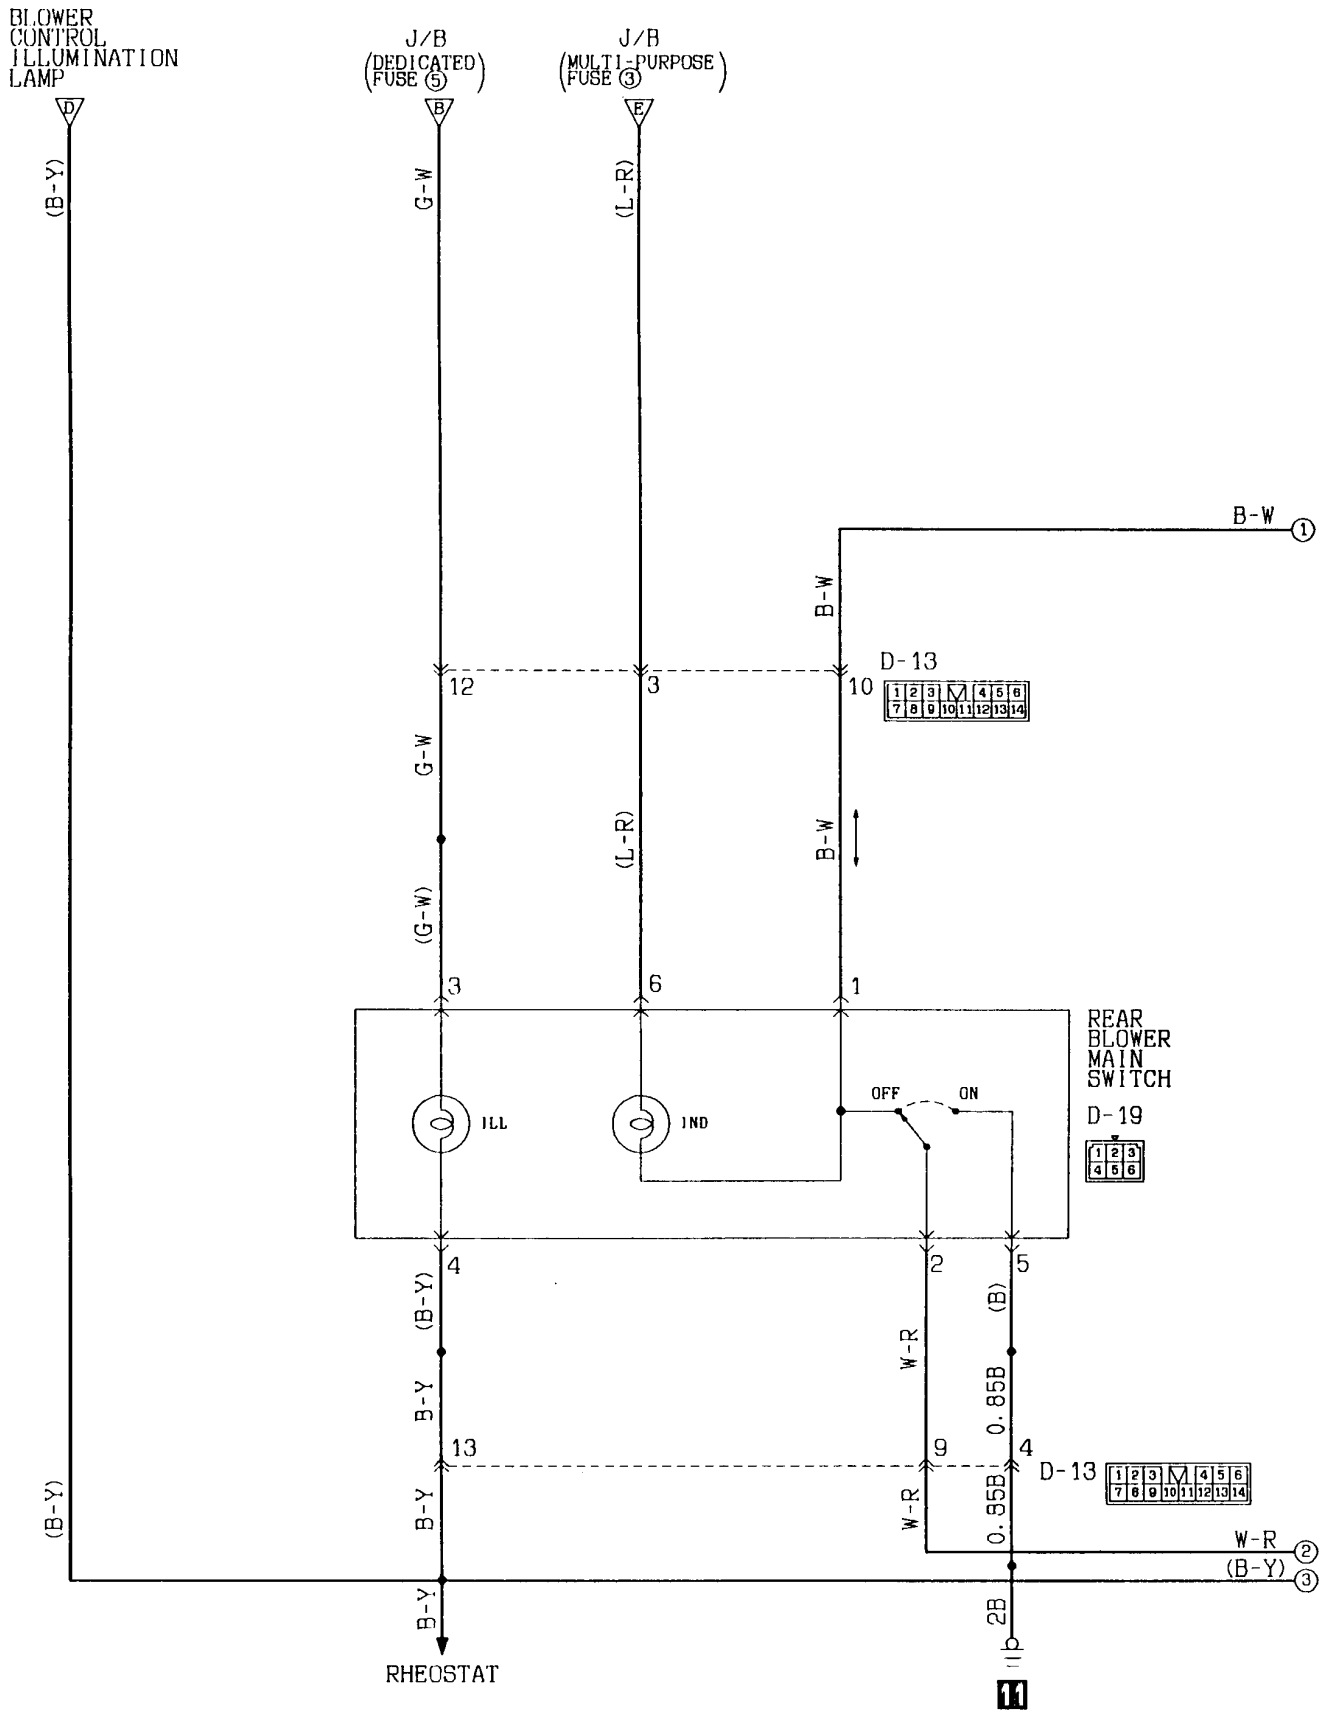 BLOWER
CONTROL
ILLUMINATION
LAMP
J/B
(DEDICATED
FUSE ⑤)
J/B
(MULTI-PURPOSE
FUSE ③)
D
B
E
(B-Y)
G-W
(L-R)
B-W
①
B-W
D-13
12
3
10
1 2 3 4 5 6
7 8 9 10 11 12 13 14
G-W
(L-R)
B-W
(G-W)
3
6
1
REAR
BLOWER
MAIN
SWITCH
OFF
ON
ILL
IND
D-19
1 2 3
4 5 6
4
2
5
(B-Y)
(B)
W-R
B-Y
0.85B
13
9
4
D-13
1 2 3 4 5 6
7 8 9 10 11 12 13 14
(B-Y)
B-Y
W-R
0.85B
W-R
②
(B-Y)
③
B-Y
2B
RHEOSTAT
11